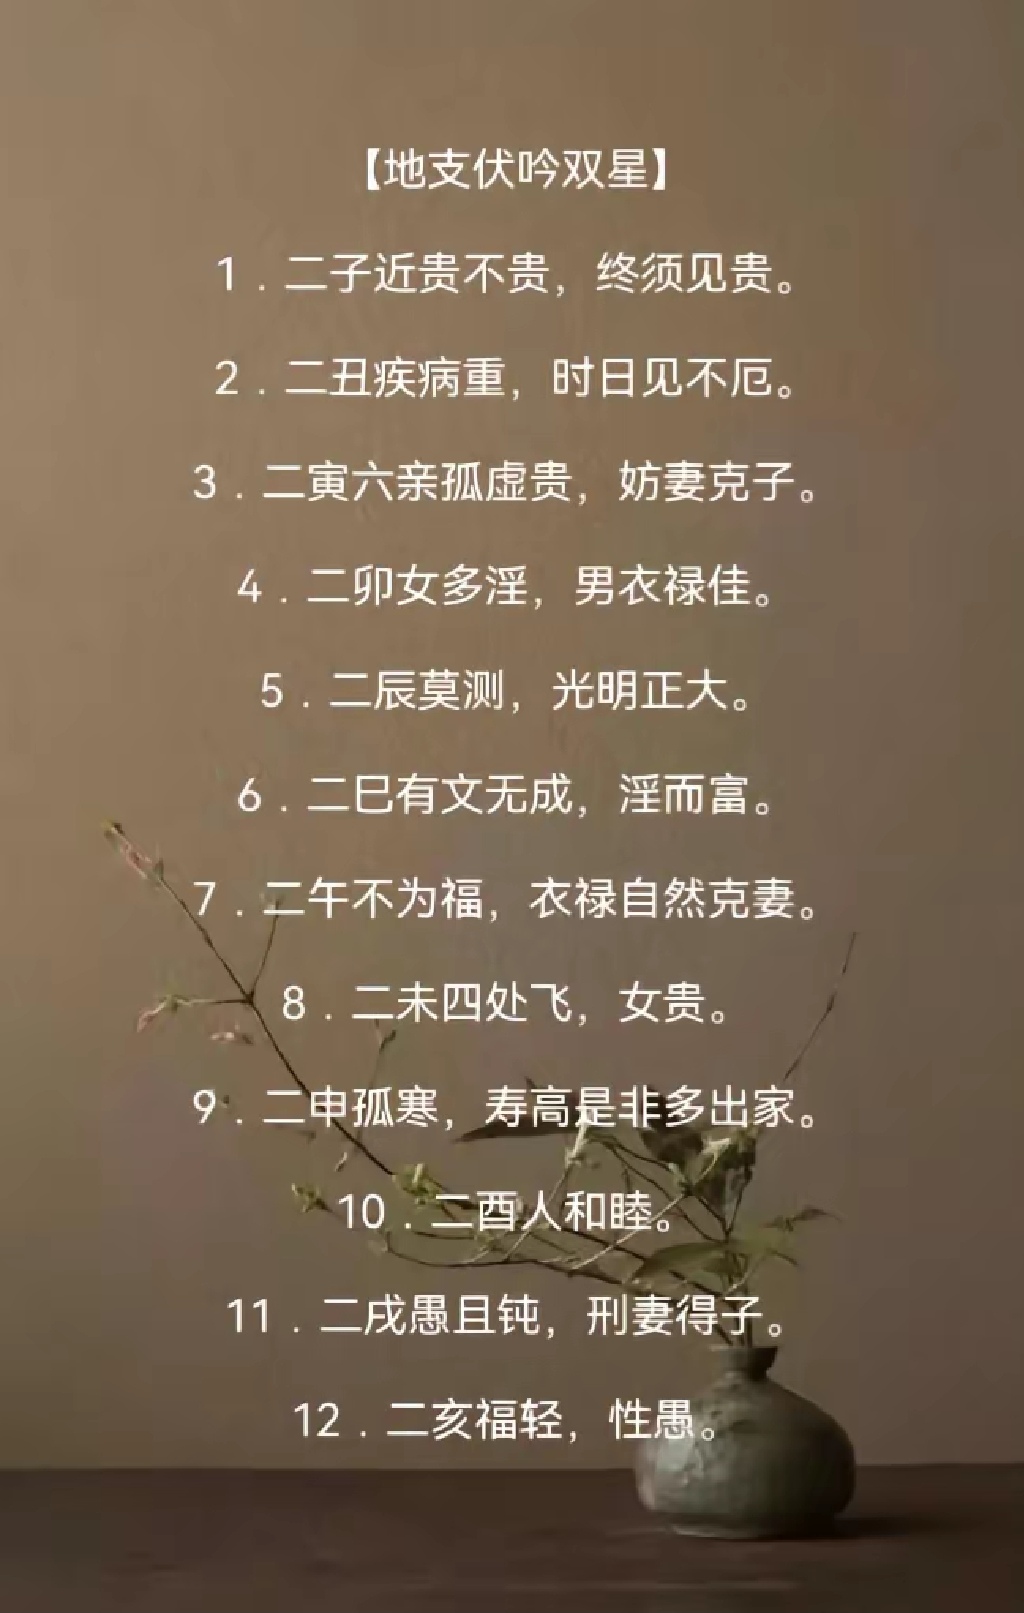 【地支伏吟双星】
1．二子近贵不贵，终须见贵。
2．二丑疾病重，时日见不厄。
3．二寅六亲孤虚贵，妨妻克子。
4．二卯女多淫，男衣禄佳。
5．二辰莫测，光明正大。
6．二巳有文无成，淫而富。
7．二午不为福，衣禄自然克妻。
8．二未四处飞，女贵。
9．二申孤寒，寿高是非多出家。
10．二酉人和睦。
11．二戌愚且钝，刑妻得子。
12．二亥福轻，性愚。